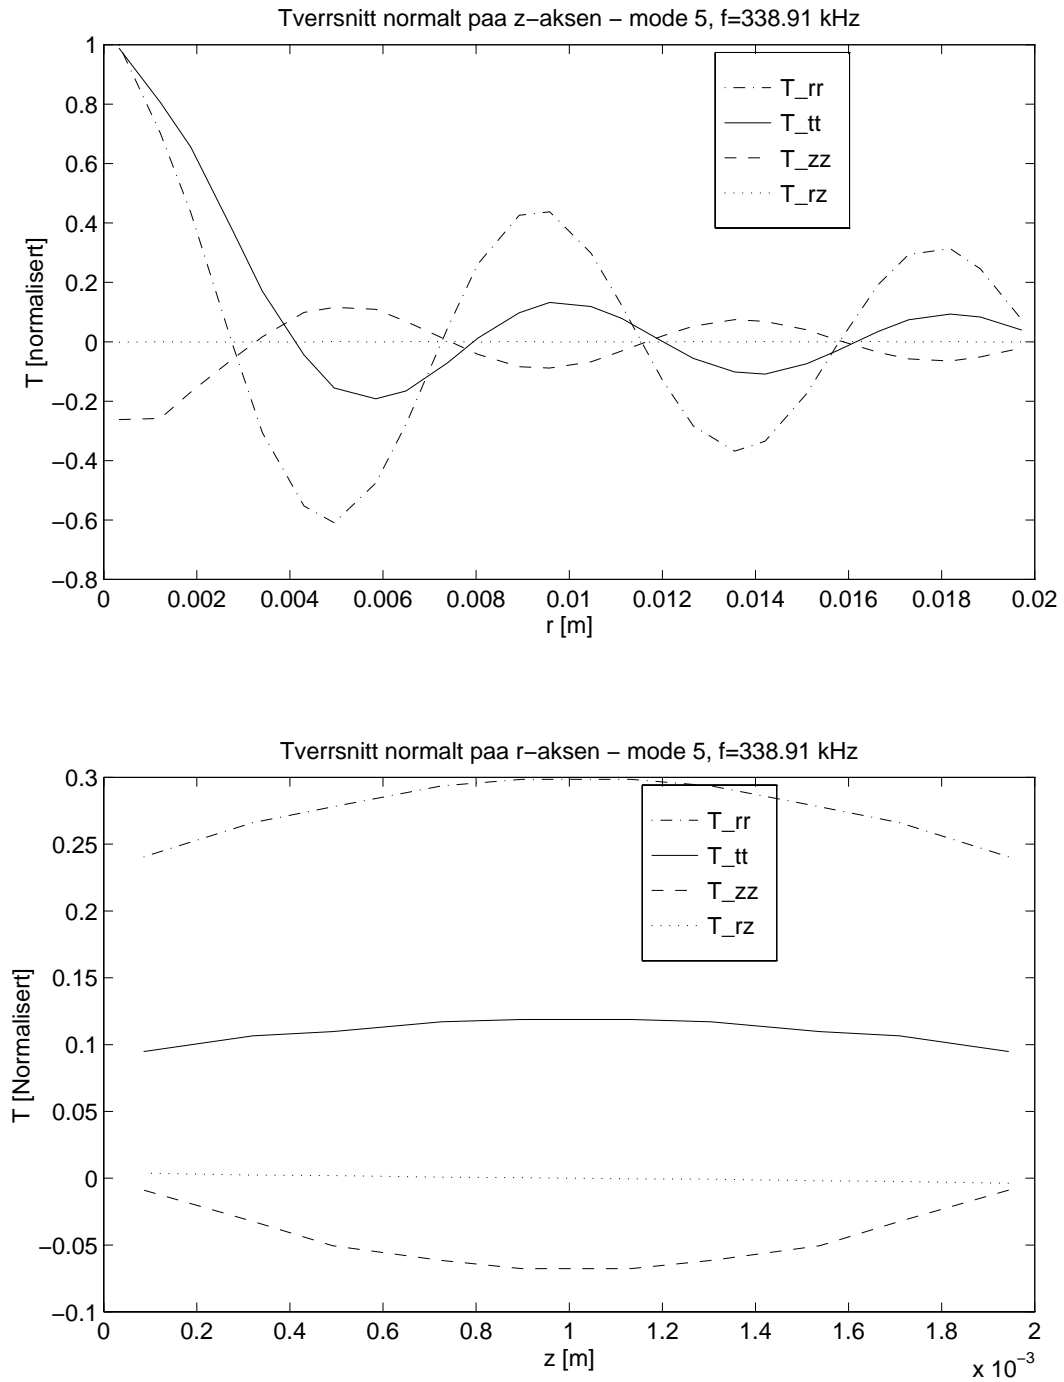 Tverrsnitt normalt paa z−aksen − mode 5, f=338.91 kHz
1
0.8
0.6
0.4
0.2
0
−0.2
−0.4
−0.6
−0.8
T [normalisert]
T_rr
T_tt
T_zz
T_rz
0 0.002 0.004 0.006 0.008 0.01 0.012 0.014 0.016 0.018 0.02
r [m]
Tverrsnitt normalt paa r−aksen − mode 5, f=338.91 kHz
0.3
0.25
0.2
0.15
0.1
0.05
0
−0.05
−0.1
T [Normalisert]
T_rr
T_tt
T_zz
T_rz
0 0.2 0.4 0.6 0.8 1 1.2 1.4 1.6 1.8 2
z [m]
x 10−3